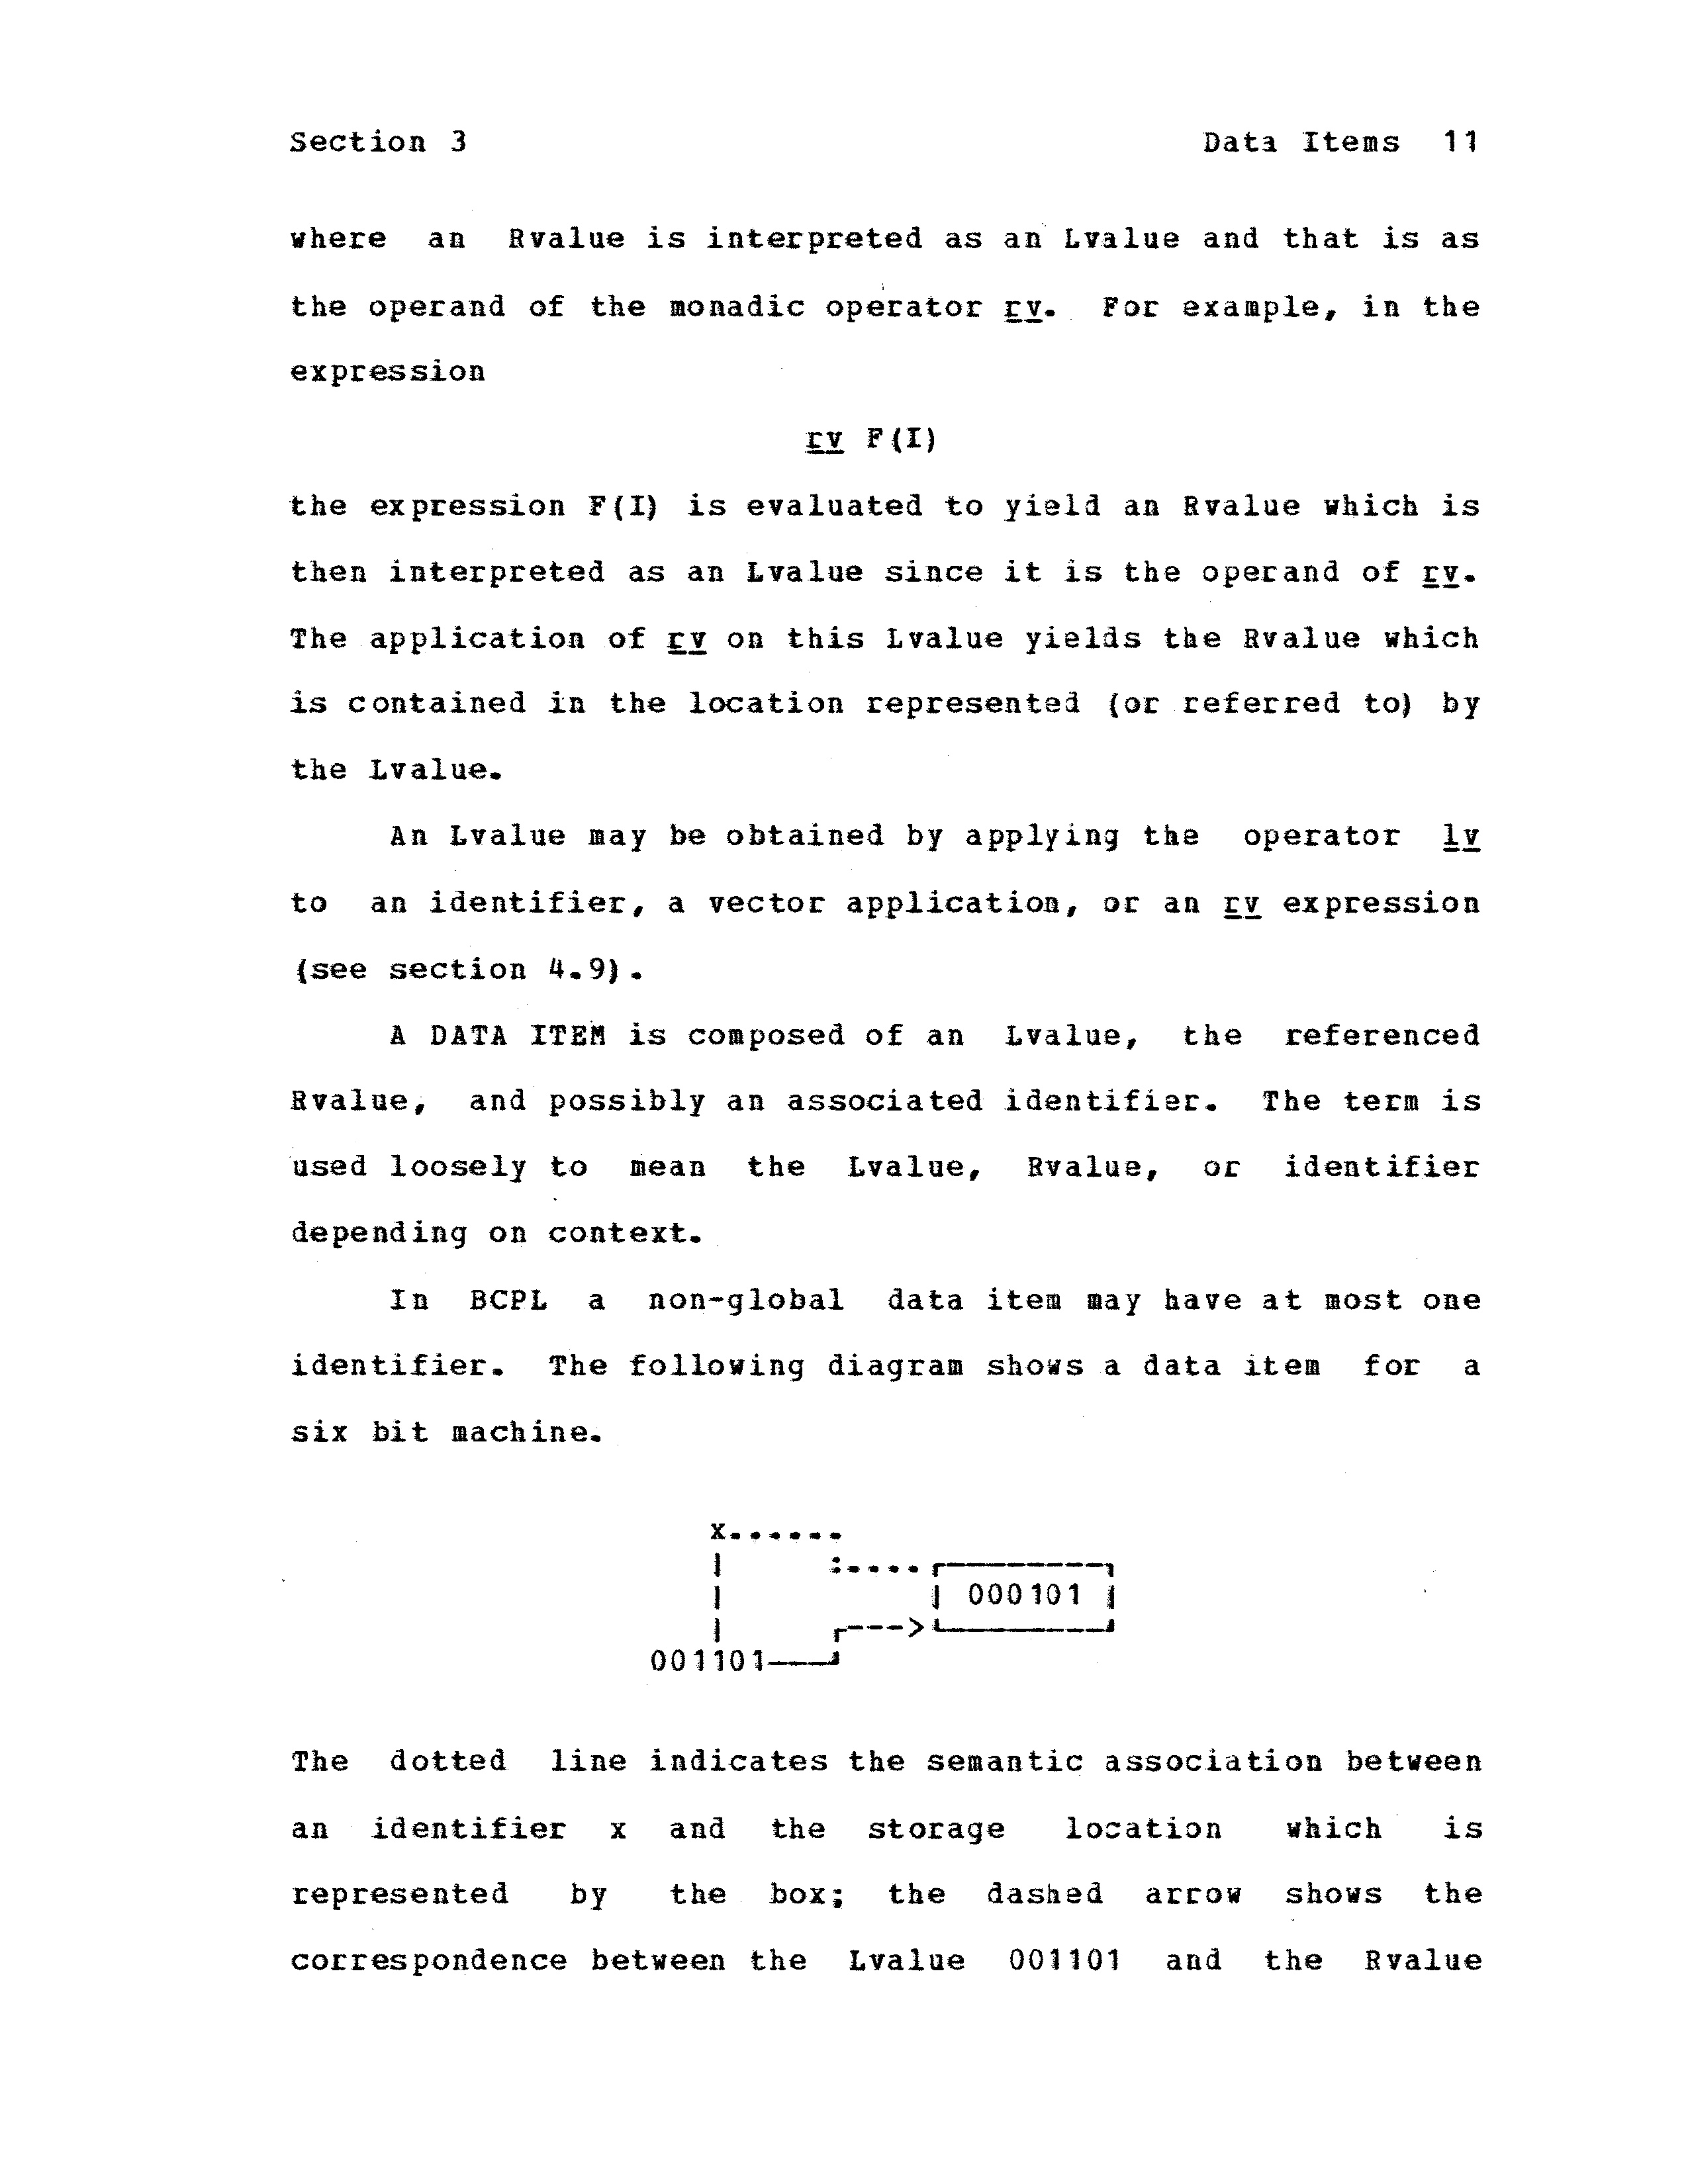 Section 3 Data Items 11
where an Rvalue is interpreted as an Lvalue and that is as
the operand of the monadic operator rv. For example, in the
expression
rv F(I)
the expression F(I) is evaluated to yield an Rvalue which is
then interpreted as an Lvalue since it is the operand of rv.
The application of rv on this Lvalue yields the Rvalue which
is contained in the location represented (or referred to) by
the Lvalue.
An Lvalue may be obtained by applying the operator lv
to an identifier, a vector application, or an rv expression
(see section 4.9).
A DATA ITEM is composed of an Lvalue, the referenced
Rvalue, and possibly an associated identifier. The term is
used loosely to mean the Lvalue, Rvalue, or identifier
depending on context.
In BCPL a non-global data item may have at most one
identifier. The following diagram shows a data item for a
six bit machine.
x
000101
001101
The dotted line indicates the semantic association between
an identifier x and the storage location which is
represented by the box; the dashed arrow shows the
correspondence between the Lvalue 001101 and the Rvalue